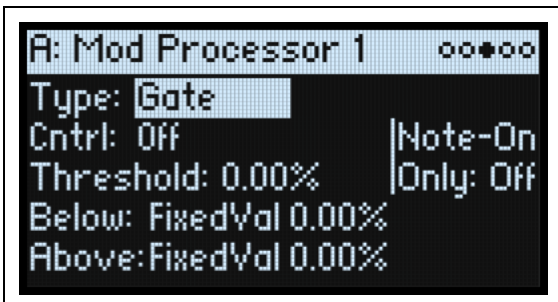 A: Mod Processor 1
Type: Gate
Cntrl: Off |Note-On
Threshold: 0.00% |Only: Off
Below: FixedVal 0.00%
Above:FixedVal 0.00%